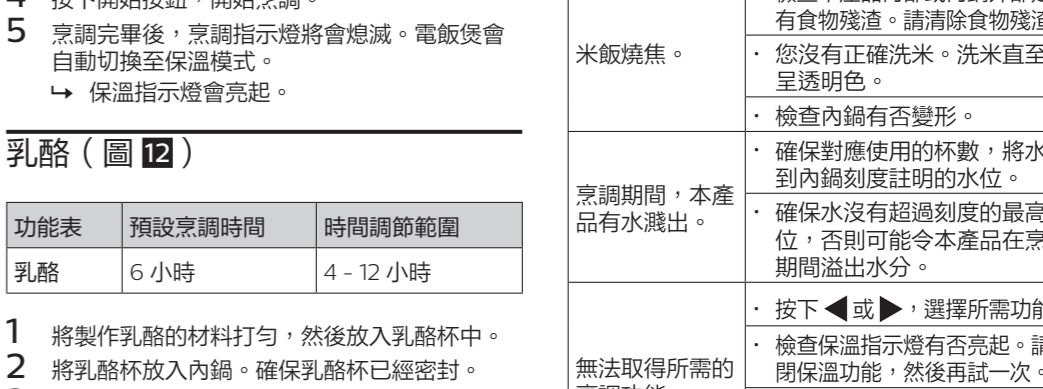 4 按下開始按鈕，開始烹調。
5 烹調完畢後，烹調指示燈將會熄滅。電飯煲會
自動切換至保溫模式。
↳ 保溫指示燈會亮起。
乳酪（圖 12）
功能表 預設烹調時間 時間調節範圍
乳酪 6 小時 4 - 12 小時
1 將製作乳酪的材料打勻，然後放入乳酪杯中。
2 將乳酪杯放入內鍋。確保乳酪杯已經密封。
米飯燒焦。
有食物殘渣。請清除食物殘渣
· 您沒有正確洗米。洗米直至
呈透明色。
· 檢查內鍋有否變形。
烹調期間，本產
品有水濺出。
· 確保對應使用的杯數，將水
到內鍋刻度註明的水位。
· 確保水沒有超過刻度的最高
位，否則可能令本產品在烹
期間溢出水分。
無法取得所需的
· 按下 ◀ 或 ▶，選擇所需功能
· 檢查保溫指示燈有否亮起。請
閉保溫功能，然後再試一次。